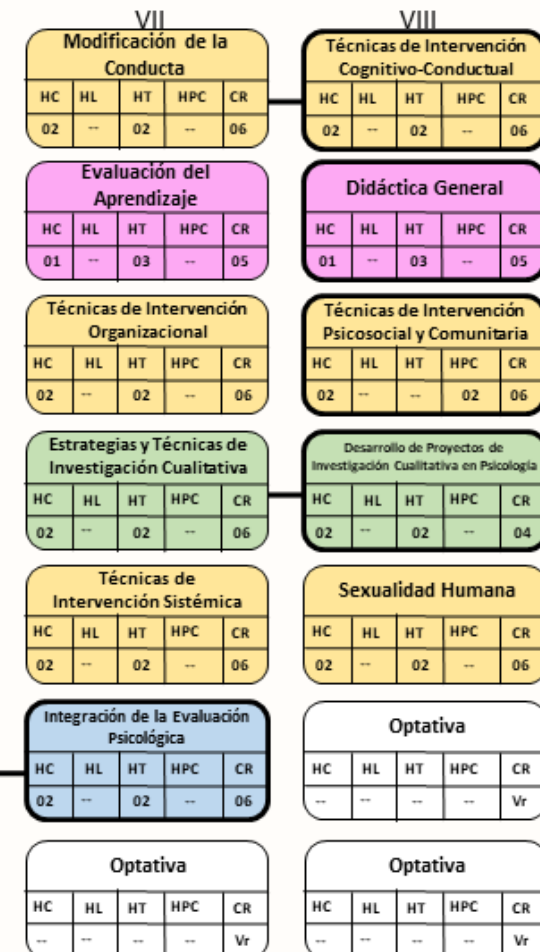 VII
Modificación de la
Conducta
HC HL HT HPC CR
02 -- 02 -- 06
Evaluación del
Aprendizaje
HC HL HT HPC CR
01 -- 03 -- 05
Técnicas de Intervención
Organizacional
HC HL HT HPC CR
02 -- 02 -- 06
Estrategias y Técnicas de
Investigación Cualitativa
HC HL HT HPC CR
02 -- 02 -- 06
Técnicas de
Intervención Sistémica
HC HL HT HPC CR
02 -- 02 -- 06
Integración de la Evaluación
Psicológica
HC HL HT HPC CR
02 -- 02 -- 06
Optativa
HC HL HT HPC CR
-- -- -- -- Vr
VIII
Técnicas de Intervención
Cognitivo-Conductual
HC HL HT HPC CR
02 -- 02 -- 06
Didáctica General
HC HL HT HPC CR
01 -- 03 -- 05
Técnicas de Intervención
Psicosocial y Comunitaria
HC HL HT HPC CR
02 -- -- 02 06
Desarrollo de Proyectos de
Investigación Cualitativa en Psicología
HC HL HT HPC CR
02 -- 02 -- 04
Sexualidad Humana
HC HL HT HPC CR
02 -- 02 -- 06
Optativa
HC HL HT HPC CR
-- -- -- -- Vr
Optativa
HC HL HT HPC CR
-- -- -- -- Vr